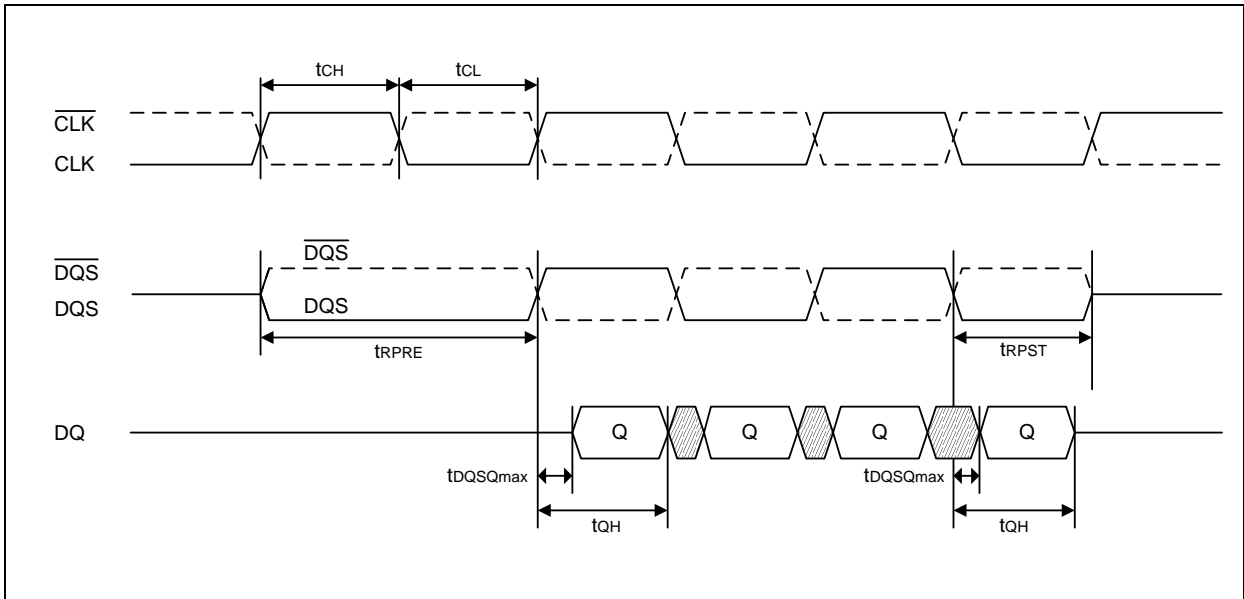 tCH
tCL
CLK
CLK
DQS
DQS
DQS
DQS
tRPRE
tRPST
DQ
Q
Q
Q
Q
tDQSQmax
tDQSQmax
tQH
tQH